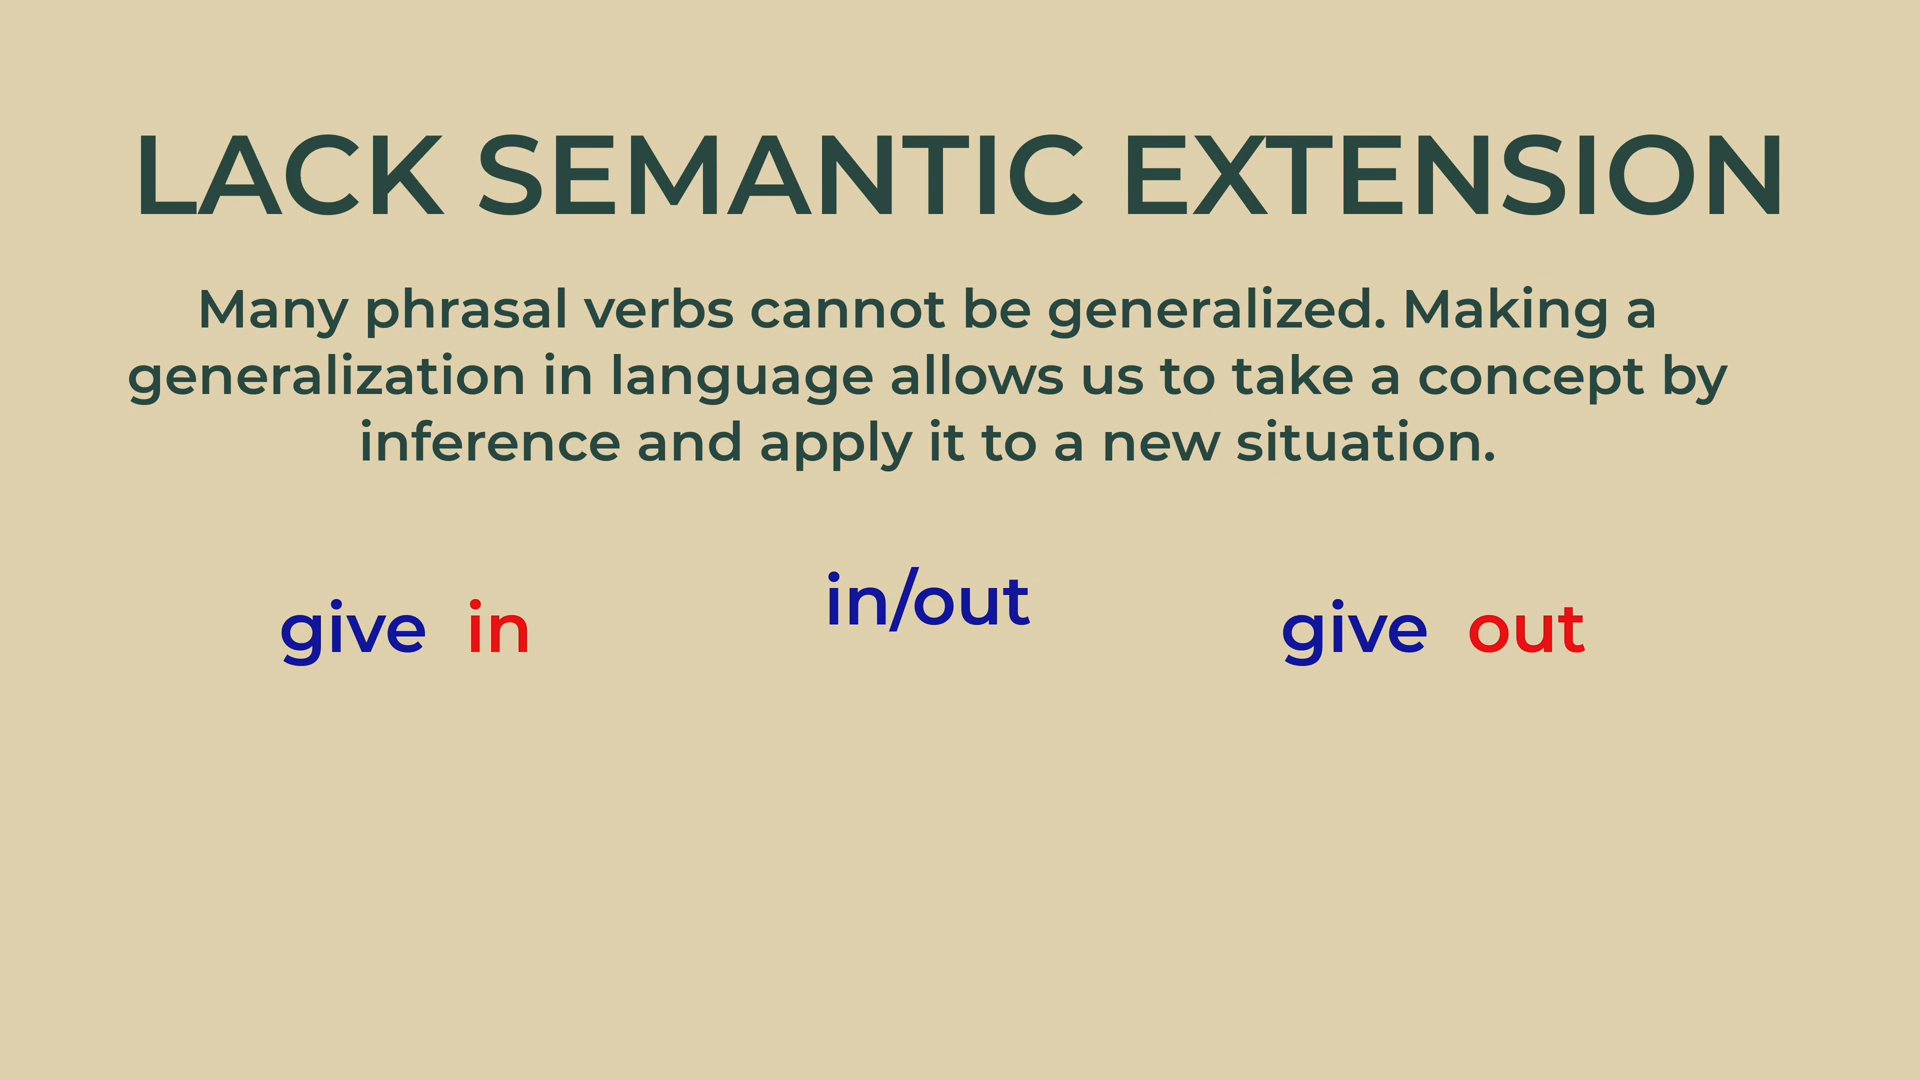 LACK SEMANTIC EXTENSION
Many phrasal verbs cannot be generalized. Making a
generalization in language allows us to take a concept by
inference and apply it to a new situation.
give in
in/out
give out